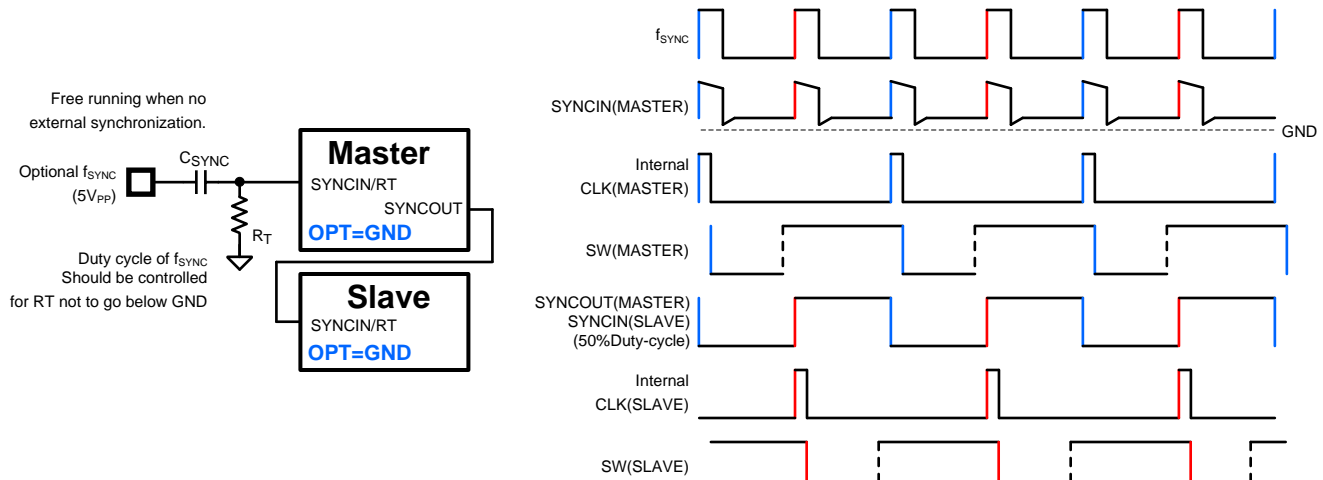 Free running when no
external synchronization.
Optional fSYNC
(5VPP)
CSYNC
RT
Duty cycle of fSYNC
Should be controlled
for RT not to go below GND
Master
SYNCIN/RT
SYNCOUT
OPT=GND
Slave
SYNCIN/RT
OPT=GND
fSYNC
SYNCIN(MASTER)
GND
Internal
CLK(MASTER)
SW(MASTER)
SYNCOUT(MASTER)
SYNCIN(SLAVE)
(50%Duty-cycle)
Internal
CLK(SLAVE)
SW(SLAVE)